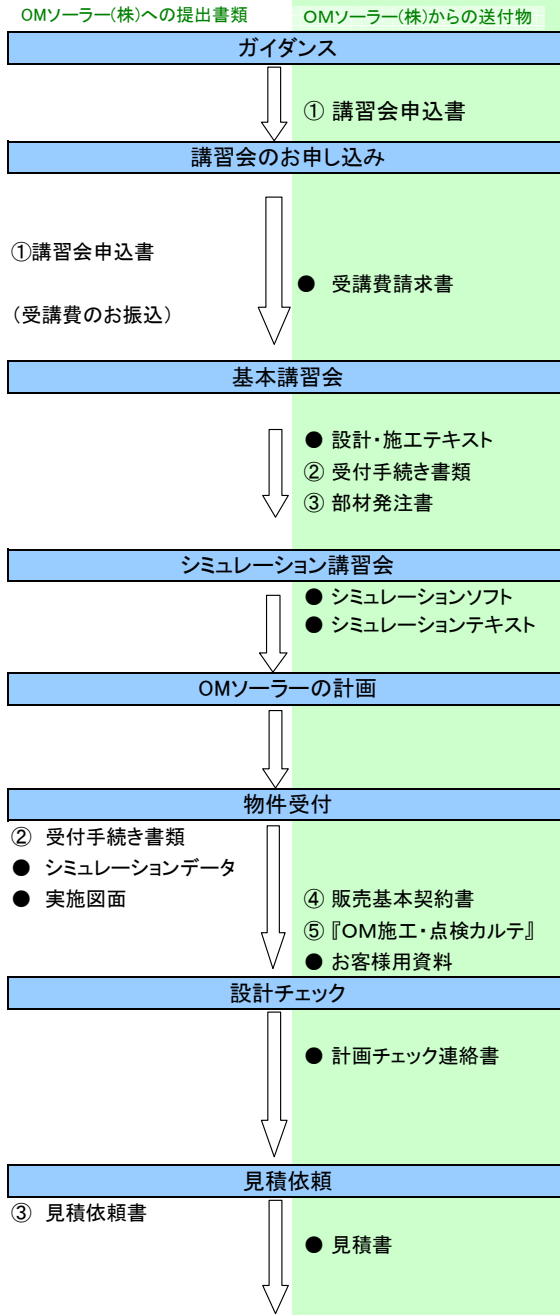 OMソーラー(株)への提出書類
OMソーラー(株)からの送付物
ガイダンス
① 講習会申込書
講習会のお申し込み
①講習会申込書
● 受講費請求書
（受講費のお振込）
基本講習会
● 設計・施工テキスト
② 受付手続き書類
③ 部材発注書
シミュレーション講習会
● シミュレーションソフト
● シミュレーションテキスト
OMソーラーの計画
物件受付
② 受付手続き書類
● シミュレーションデータ
● 実施図面
④ 販売基本契約書
⑤『OM施工・点検カルテ』
● お客様用資料
設計チェック
● 計画チェック連絡書
見積依頼
③ 見積依頼書
● 見積書